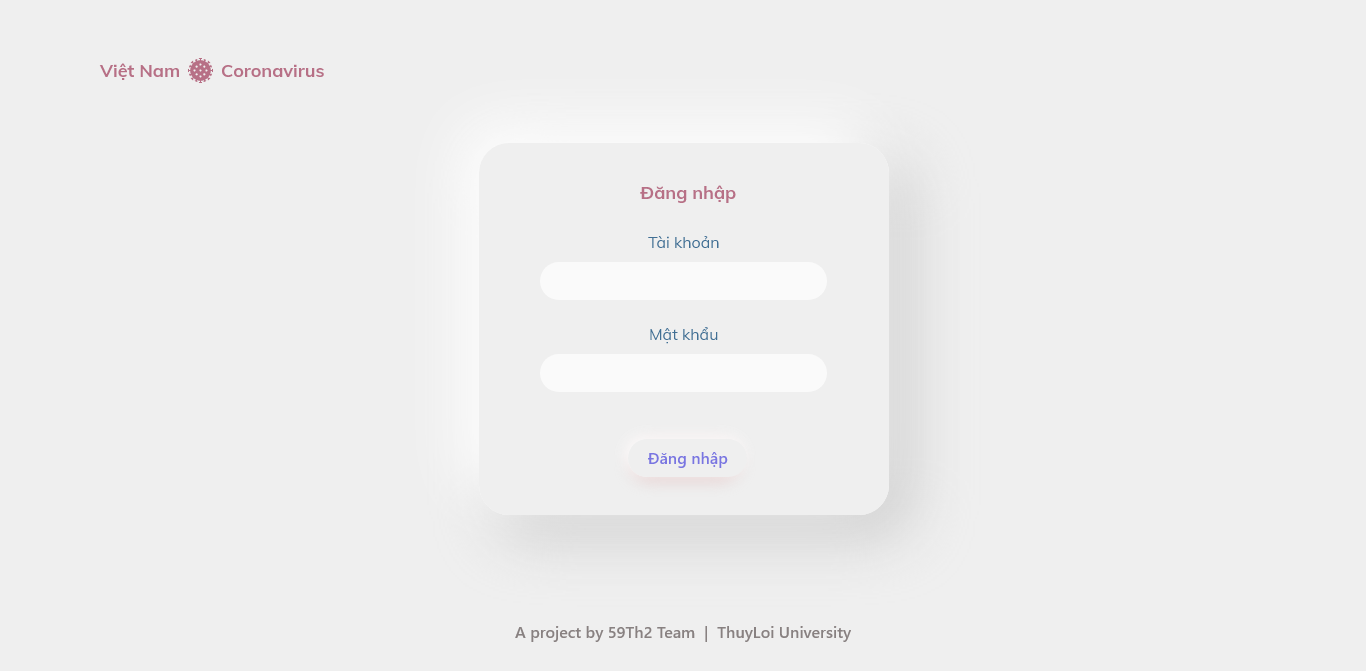 Việt Nam Coronavirus
Đăng nhập
Tài khoản
Mật khẩu
Đăng nhập
A project by 59Th2 Team | ThuyLoi University